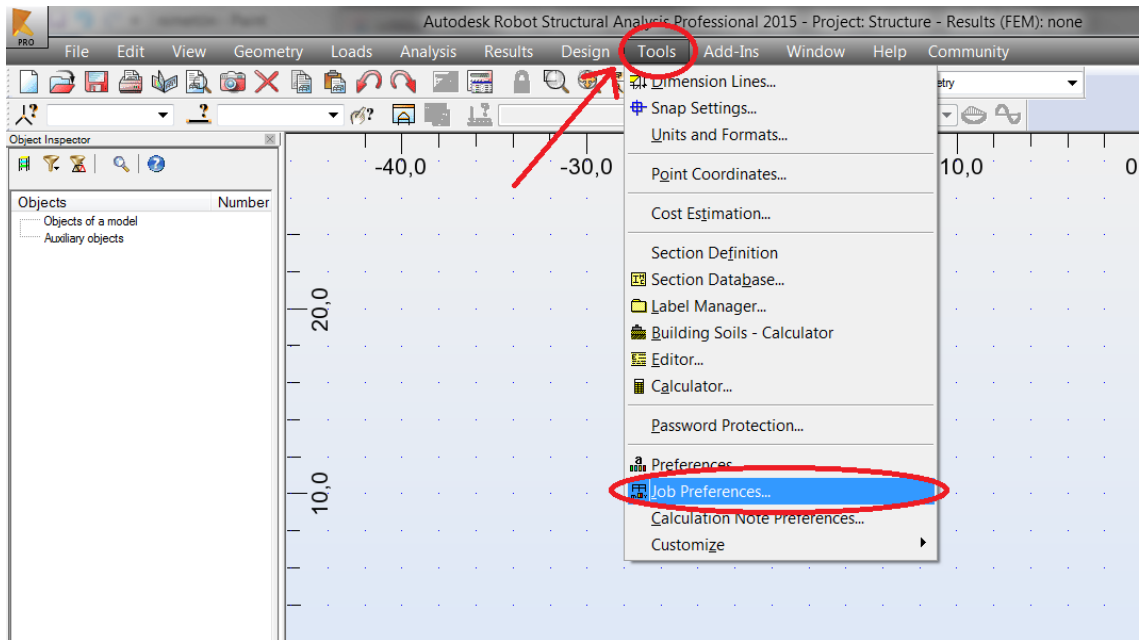 Autodesk Robot Structural Analysis Professional 2015 - Project: Structure - Results (FEM): none
PRO
File Edit View Geometry Loads Analysis Results Design Tools Add-Ins Window Help Community
Dimension Lines...
Snap Settings...
Units and Formats...
Point Coordinates...
Cost Estimation...
Section Definition
Section Database...
Label Manager...
Building Soils - Calculator
Editor...
Calculator...
Password Protection...
Preferences...
Job Preferences...
Calculation Note Preferences...
Customize
Object Inspector
Objects Number
Objects of a model
Auxiliary objects
-40,0 -30,0 10,0 0
20,0
10,0